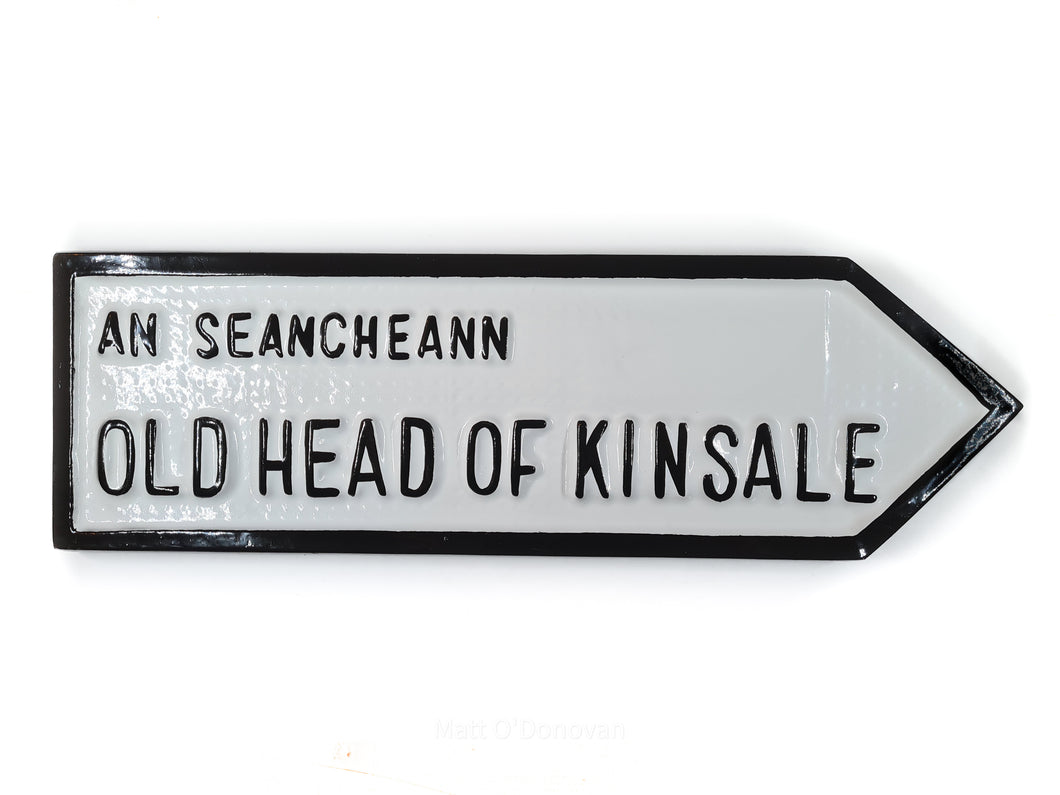 AN SEANCHEANN
OLD HEAD OF KINSALE
Matt O'Donovan